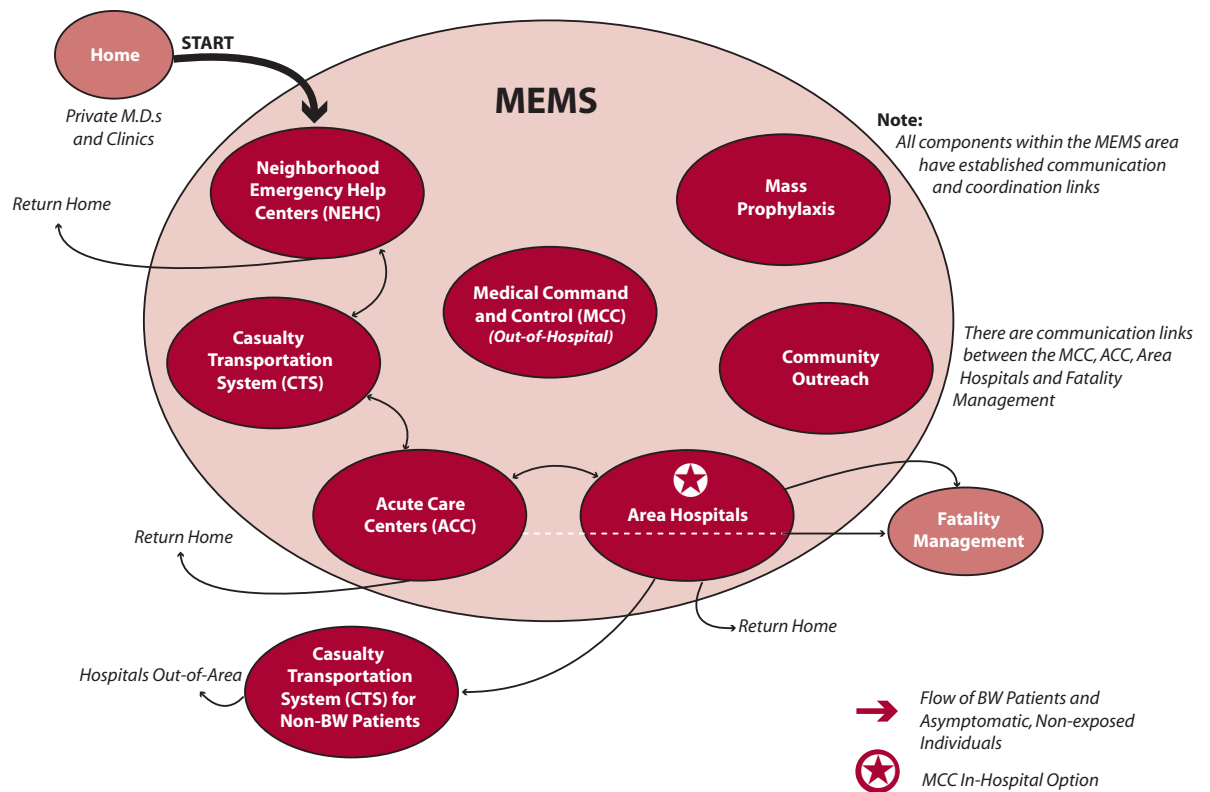 Home
START
Private M.D.s
and Clinics
MEMS
Note:
All components within the MEMS area
have established communication
and coordination links
Neighborhood
Emergency Help
Centers (NEHC)
Mass
Prophylaxis
Return Home
Medical Command
and Control (MCC)
(Out-of-Hospital)
Casualty
Transportation
System (CTS)
Community
Outreach
There are communication links
between the MCC, ACC, Area
Hospitals and Fatality
Management
Acute Care
Centers (ACC)
Area Hospitals
Fatality
Management
Return Home
Return Home
Hospitals Out-of-Area
Casualty
Transportation
System (CTS) for
Non-BW Patients
Flow of BW Patients and
Asymptomatic, Non-exposed
Individuals
MCC In-Hospital Option